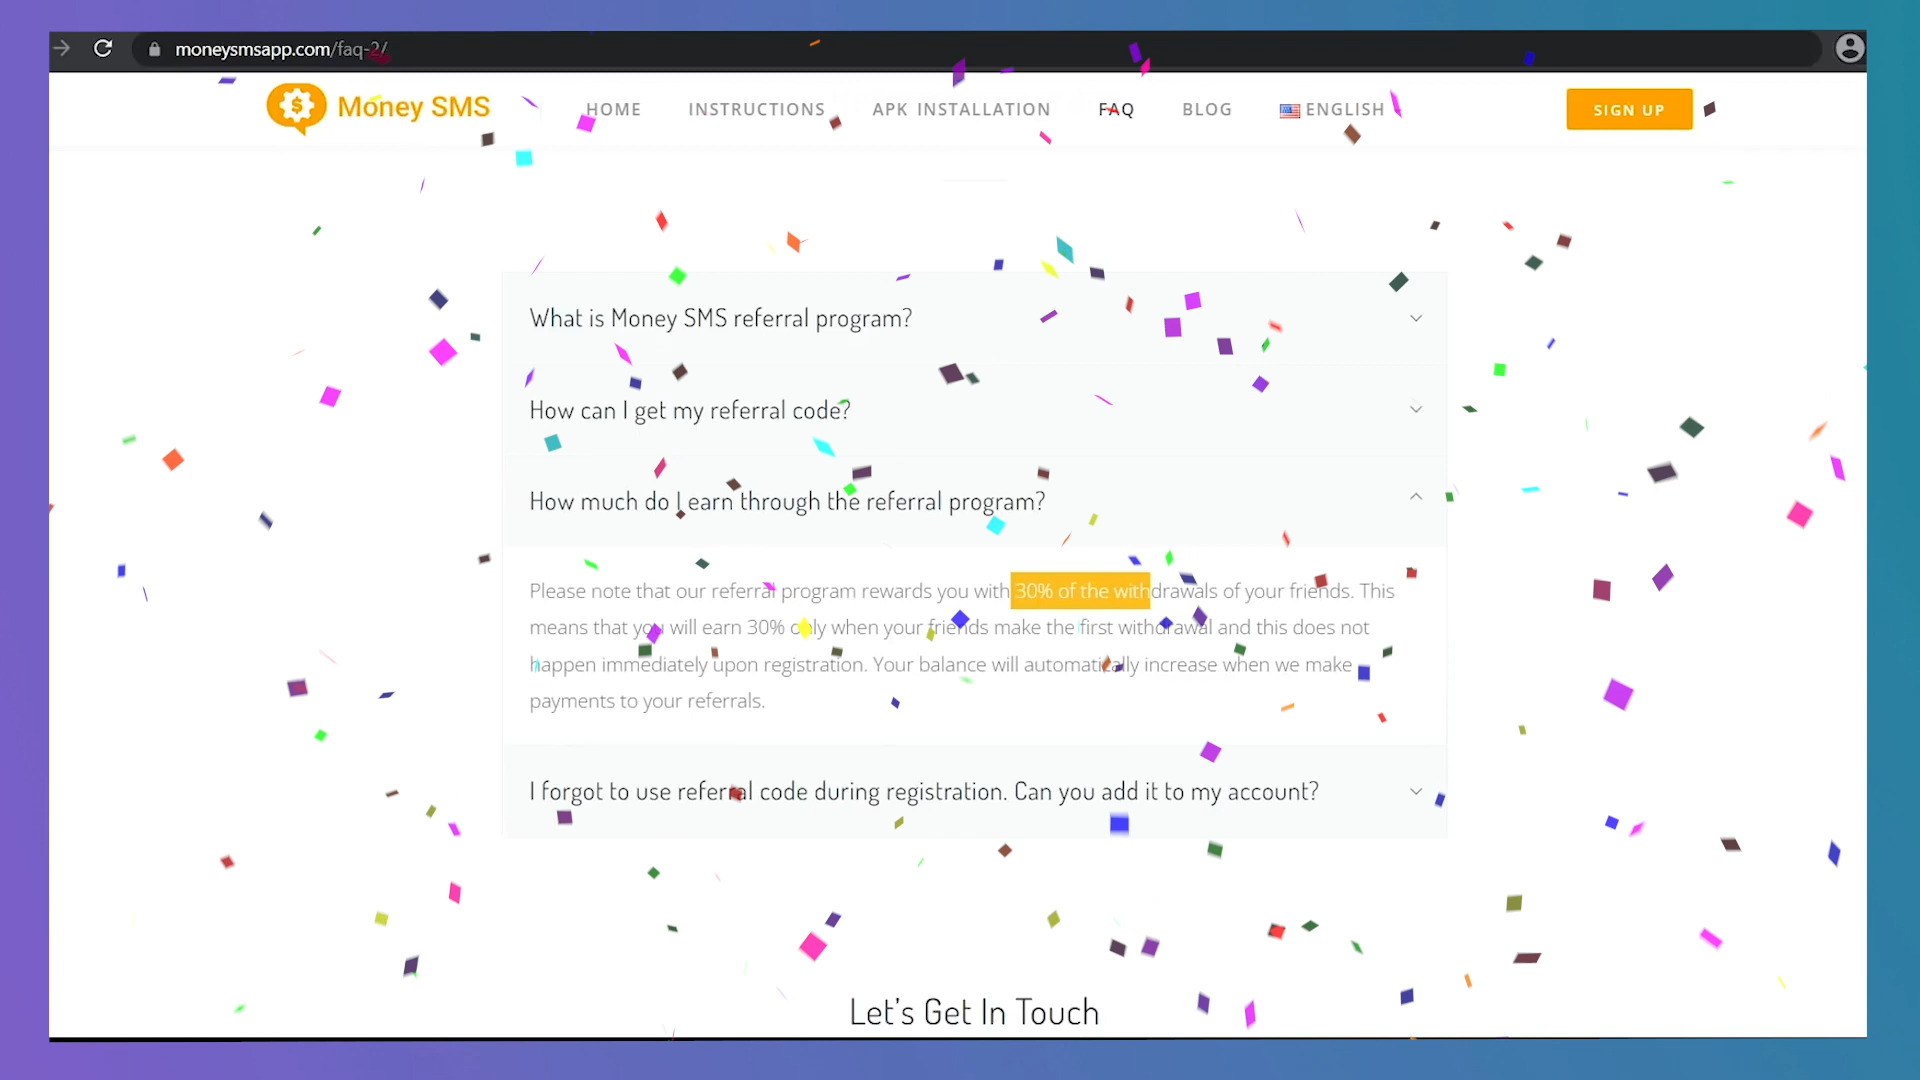 moneysmsapp.com/faq-2/
Money SMS
HOME INSTRUCTIONS APK INSTALLATION FAQ BLOG ENGLISH SIGN UP
What is Money SMS referral program?
How can I get my referral code?
How much do I earn through the referral program?
Please note that our referral program rewards you with 30% of the withdrawals of your friends. This
means that you will earn 30% only when your friends make the first withdrawal and this does not
happen immediately upon registration. Your balance will automatically increase when we make
payments to your referrals.
I forgot to use referral code during registration. Can you add it to my account?
Let's Get In Touch